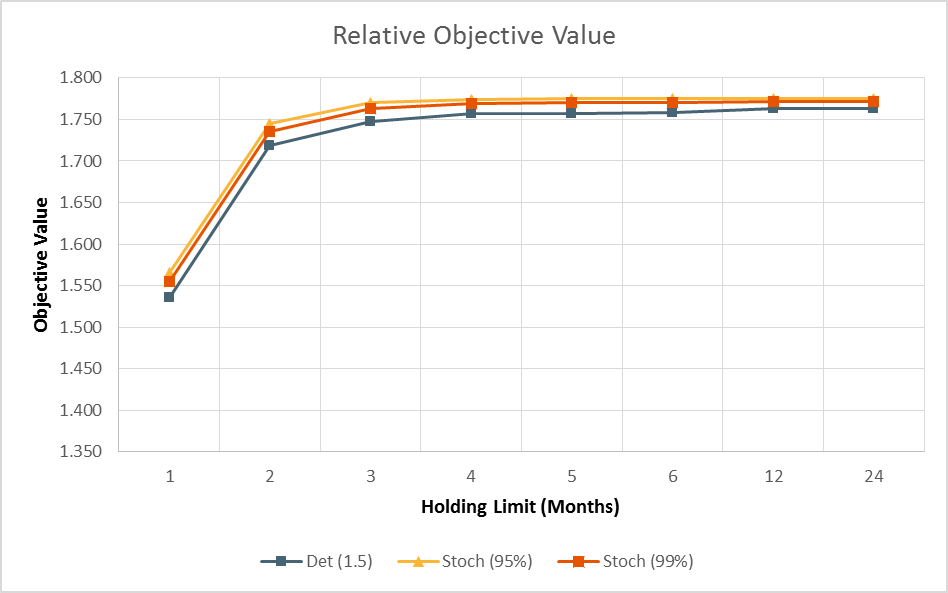 Relative Objective Value
1.800
1.750
1.700
1.650
1.600
1.550
1.500
1.450
1.400
1.350
Objective Value
1 2 3 4 5 6 12 24
Holding Limit (Months)
Det (1.5) Stoch (95%) Stoch (99%)